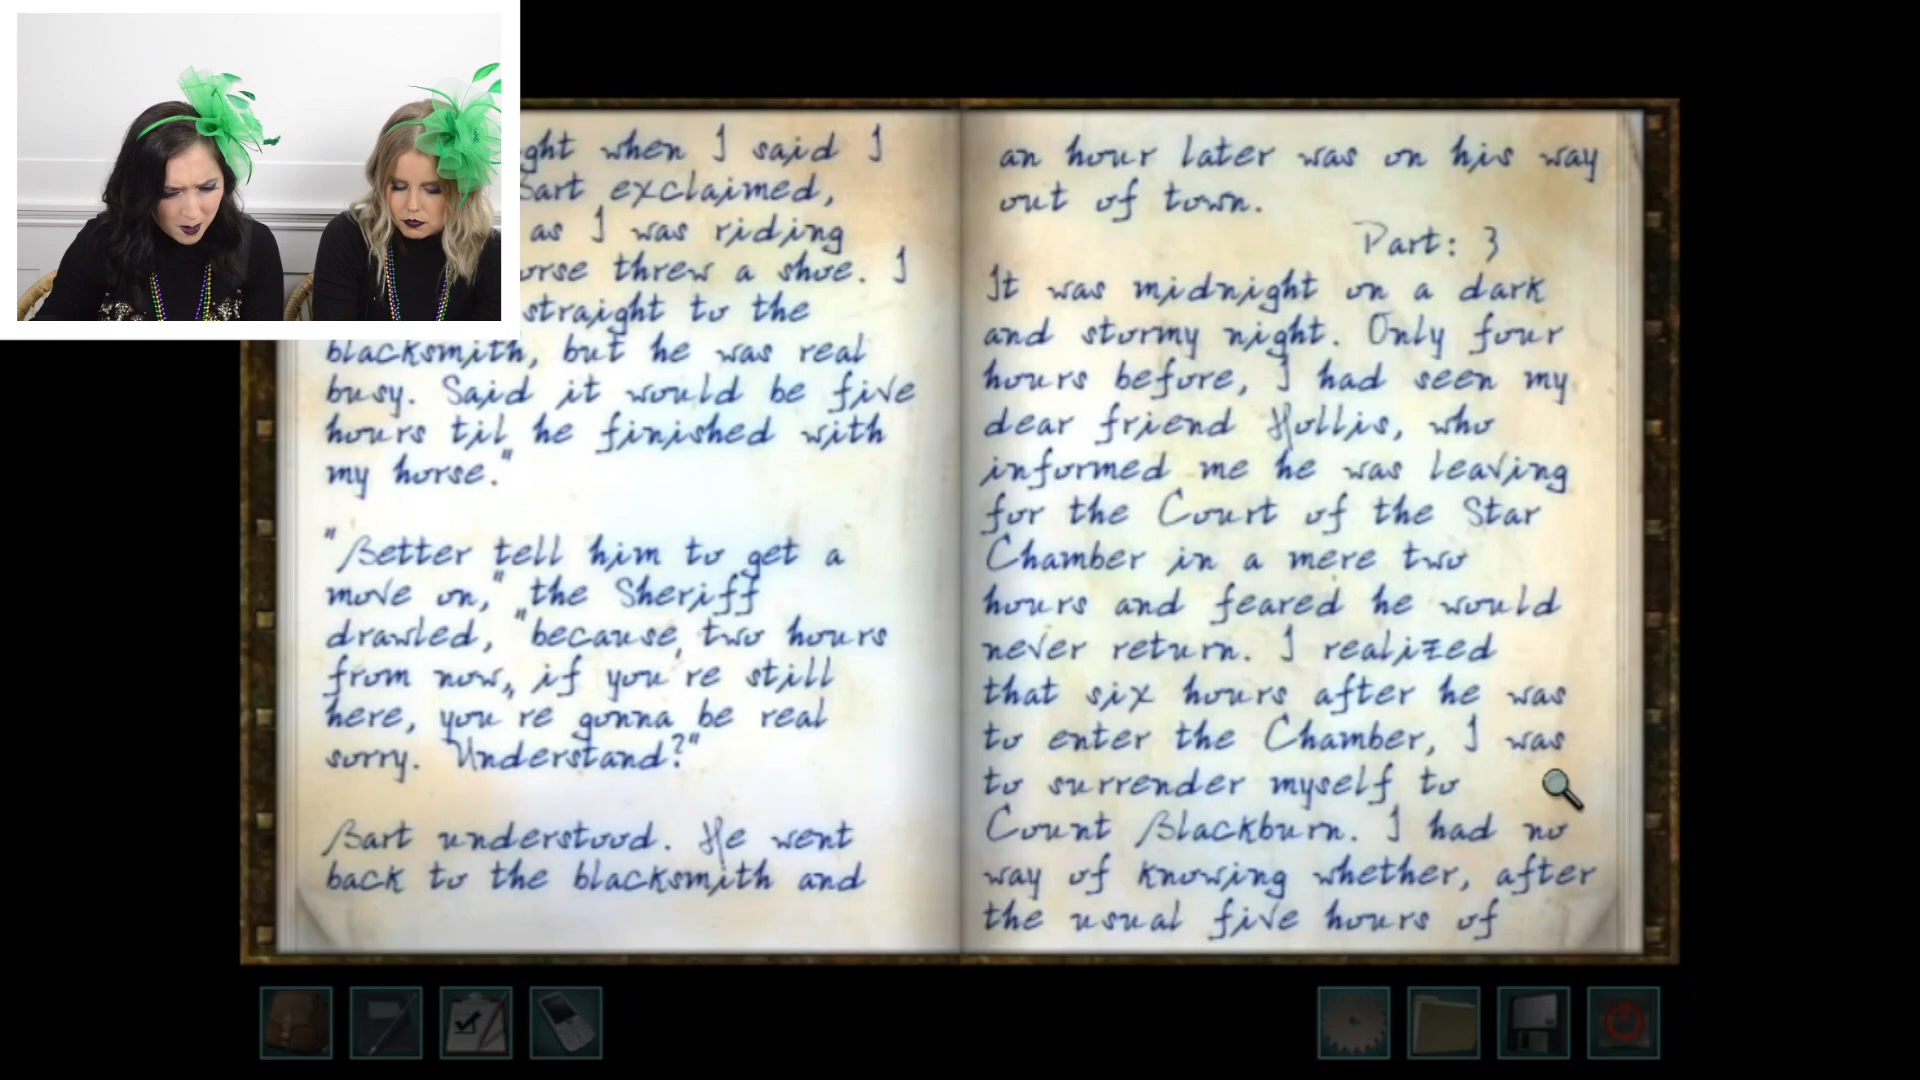 ght when I said I
Bart exclaimed,
as I was riding
orse threw a shoe. I
straight to the
blacksmith, but he was real
busy. Said it would be five
hours til he finished with
my horse."
"Better tell him to get a
move on," the Sheriff
drawled, "because, two hours
from now, if you're still
here, you're gonna be real
sorry. Understand?"
Bart understood. He went
back to the blacksmith and
an hour later was on his way
out of town.
Part: 3
It was midnight on a dark
and stormy night. Only four
hours before, I had seen my
dear friend Hollis, who
informed me he was leaving
for the Court of the Star
Chamber in a mere two
hours and feared he would
never return. I realized
that six hours after he was
to enter the Chamber, I was
to surrender myself to
Count Blackburn. I had no
way of knowing whether, after
the usual five hours of